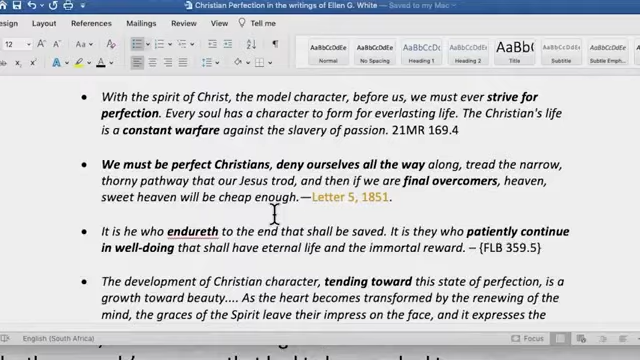 Christian Perfection in the writings of Ellen G. White — Saved to my Mac
Design Layout References Mailings Review View Tell me
12
AaBbCcDdEe AaBbCcDdEe AaBbCcDc AaBbCcDdEe AaBbC AaBbCcDdEe AaBbCcDdEe
Normal No Spacing Heading 1 Heading 2 Title Subtitle Subtle Emph...
• With the spirit of Christ, the model character, before us, we must ever strive for
perfection. Every soul has a character to form for everlasting life. The Christian's life
is a constant warfare against the slavery of passion. 21MR 169.4
• We must be perfect Christians, deny ourselves all the way along, tread the narrow,
thorny pathway that our Jesus trod, and then if we are final overcomers, heaven,
sweet heaven will be cheap enough.—Letter 5, 1851.
• It is he who endureth to the end that shall be saved. It is they who patiently continue
in well-doing that shall have eternal life and the immortal reward. – {FLB 359.5}
• The development of Christian character, tending toward this state of perfection, is a
growth toward beauty.... As the heart becomes transformed by the renewing of the
mind, the graces of the Spirit leave their impress on the face, and it expresses the
English (South Africa) Focus